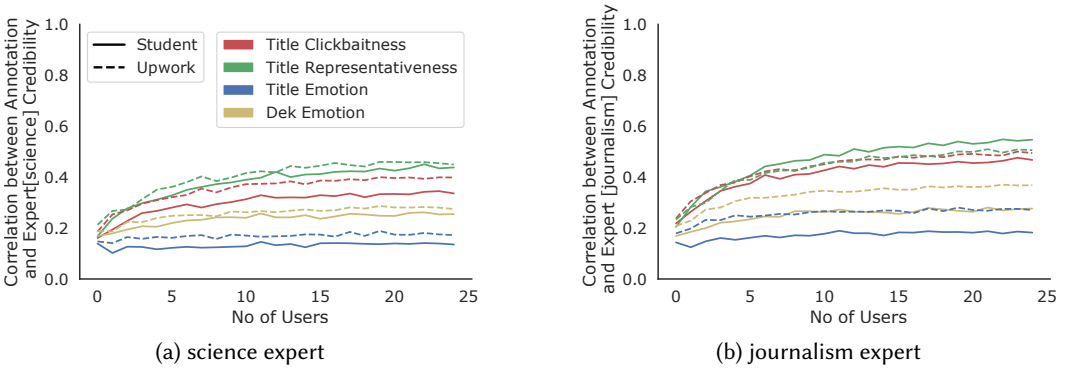 Correlation between Annotation
and Expert[science] Credibility
1.0
0.8
0.6
0.4
0.2
0.0
Student
Upwork
Title Clickbaitness
Title Representativeness
Title Emotion
Dek Emotion
0 5 10 15 20 25
No of Users
(a) science expert
Correlation between Annotation
and Expert [journalism] Credibility
1.0
0.8
0.6
0.4
0.2
0.0
0 5 10 15 20 25
No of Users
(b) journalism expert